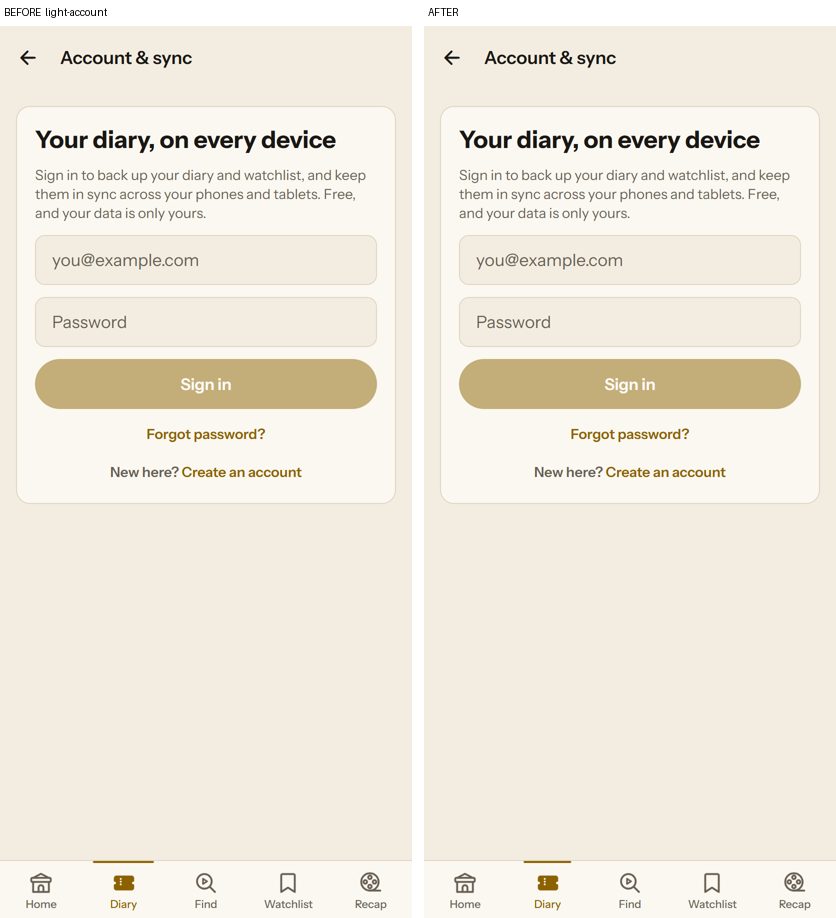 BEFORE light-account
Account & sync
Your diary, on every device
Sign in to back up your diary and watchlist, and keep
them in sync across your phones and tablets. Free,
and your data is only yours.
you@example.com
Password
Sign in
Forgot password?
New here? Create an account
Home
Diary
Find
Watchlist
Recap
AFTER
Account & sync
Your diary, on every device
Sign in to back up your diary and watchlist, and keep
them in sync across your phones and tablets. Free,
and your data is only yours.
you@example.com
Password
Sign in
Forgot password?
New here? Create an account
Home
Diary
Find
Watchlist
Recap